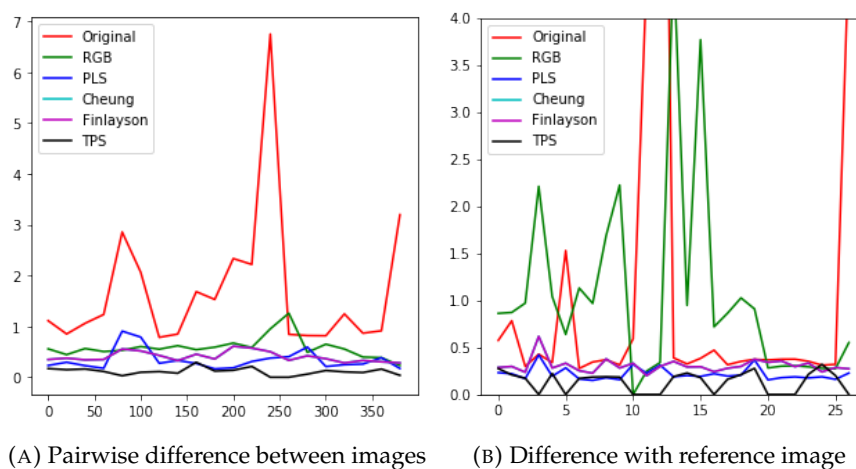 7
6
5
4
3
2
1
0
0 50 100 150 200 250 300 350
Original
RGB
PLS
Cheung
Finlayson
TPS
(A) Pairwise difference between images
4.0
3.5
3.0
2.5
2.0
1.5
1.0
0.5
0.0
0 5 10 15 20 25
Original
RGB
PLS
Cheung
Finlayson
TPS
(B) Difference with reference image